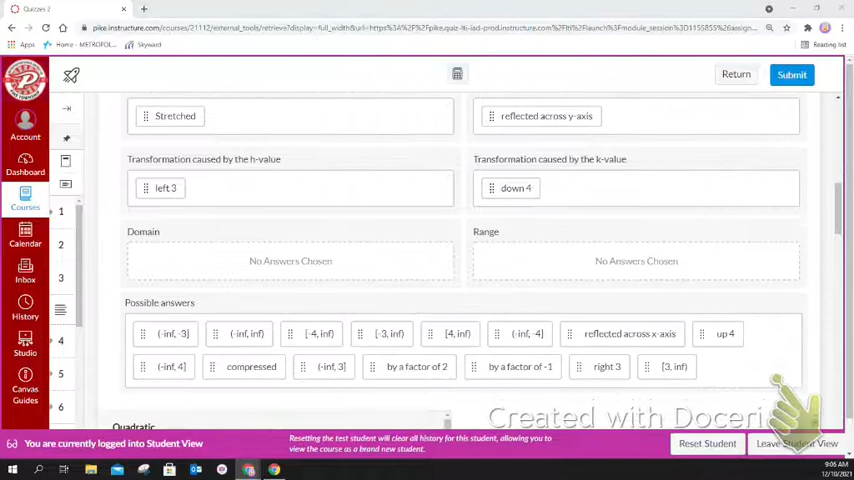 Quizzes 2
pike.instructure.com/courses/21112/external_tools/retrieve?display=full_width&url=https%3A%2F%2Fpike.quiz-lti-iad-prod.instructure.com%2Flti%2Flaunch%3Fmodule_session%3D1155855%26assign...
Apps Home - METROPOL... Skyward Reading list
Return Submit
Stretched reflected across y-axis
Account
Transformation caused by the h-value Transformation caused by the k-value
Dashboard
left 3 down 4
Courses
1
Domain Range
Calendar
2
No Answers Chosen No Answers Chosen
Inbox
3
Possible answers
History
(-inf, -3] (-inf, inf) [-4, inf) [-3, inf) [4, inf) (-inf, -4] reflected across x-axis up 4
4
Studio
(-inf, 4] compressed (-inf, 3] by a factor of 2 by a factor of -1 right 3 [3, inf)
5
Canvas
Guides
6
Quadratic
Created with Doceri
You are currently logged into Student View
Resetting the test student will clear all history for this student, allowing you to
view the course as a brand new student.
Reset Student Leave Student View
9:06 AM
12/10/2021